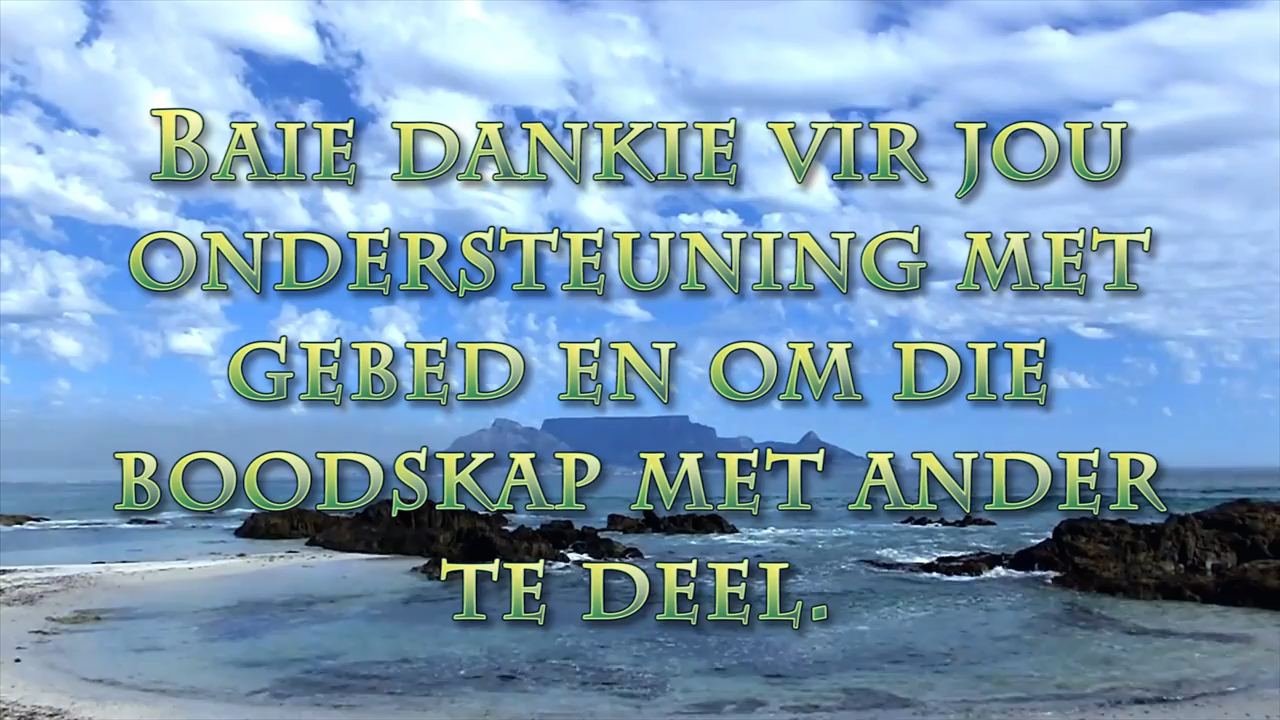 Baie dankie vir jou
ondersteuning met
gebed en om die
boodskap met ander
te deel.